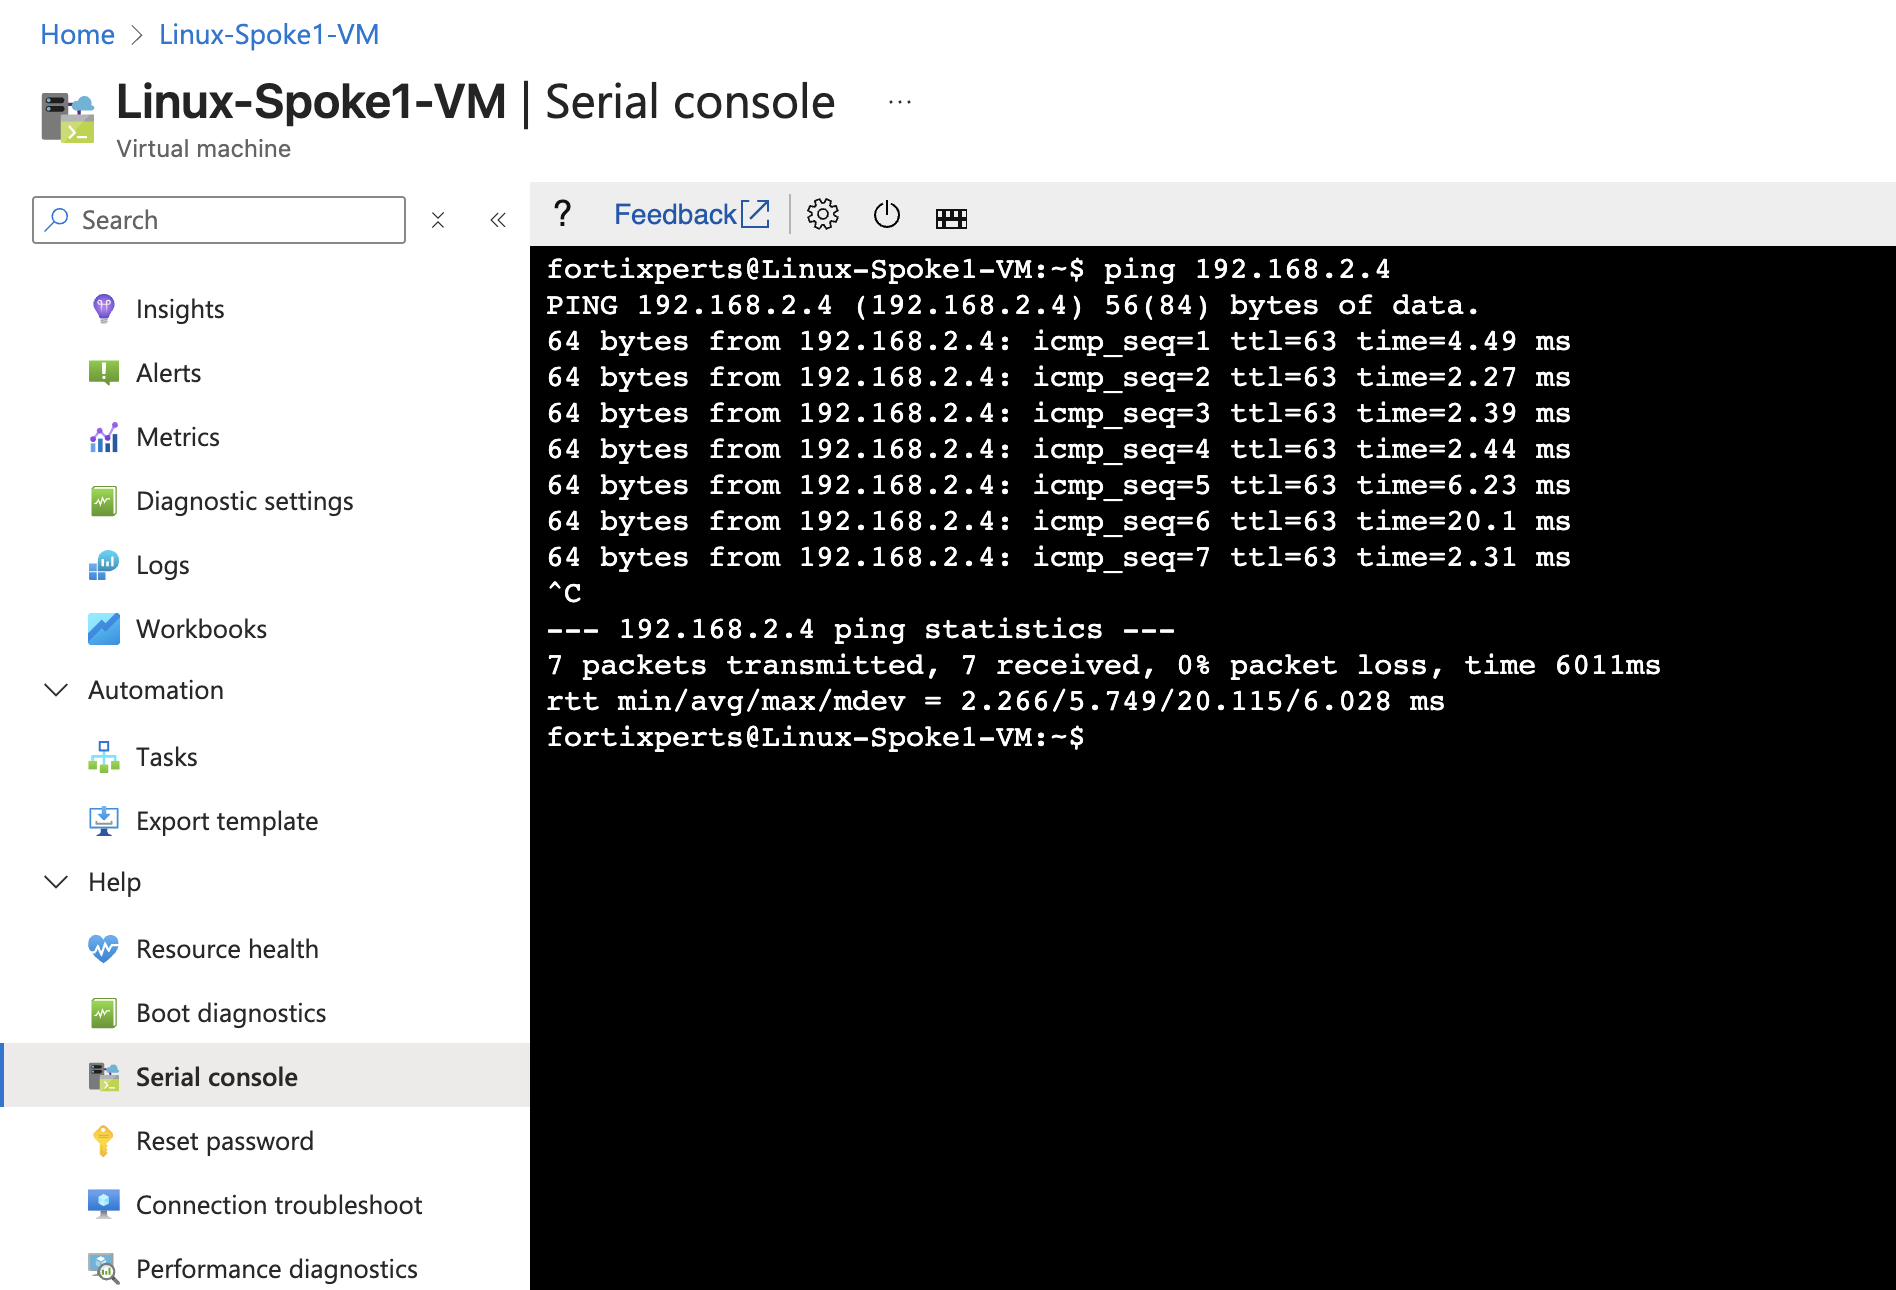 Home > Linux-Spoke1-VM
Linux-Spoke1-VM | Serial console ...
Virtual machine
Search
? Feedback
Insights
Alerts
Metrics
Diagnostic settings
Logs
Workbooks
Automation
Tasks
Export template
Help
Resource health
Boot diagnostics
Serial console
Reset password
Connection troubleshoot
Performance diagnostics
fortixperts@Linux-Spoke1-VM:~$ ping 192.168.2.4
PING 192.168.2.4 (192.168.2.4) 56(84) bytes of data.
64 bytes from 192.168.2.4: icmp_seq=1 ttl=63 time=4.49 ms
64 bytes from 192.168.2.4: icmp_seq=2 ttl=63 time=2.27 ms
64 bytes from 192.168.2.4: icmp_seq=3 ttl=63 time=2.39 ms
64 bytes from 192.168.2.4: icmp_seq=4 ttl=63 time=2.44 ms
64 bytes from 192.168.2.4: icmp_seq=5 ttl=63 time=6.23 ms
64 bytes from 192.168.2.4: icmp_seq=6 ttl=63 time=20.1 ms
64 bytes from 192.168.2.4: icmp_seq=7 ttl=63 time=2.31 ms
^C
--- 192.168.2.4 ping statistics ---
7 packets transmitted, 7 received, 0% packet loss, time 6011ms
rtt min/avg/max/mdev = 2.266/5.749/20.115/6.028 ms
fortixperts@Linux-Spoke1-VM:~$